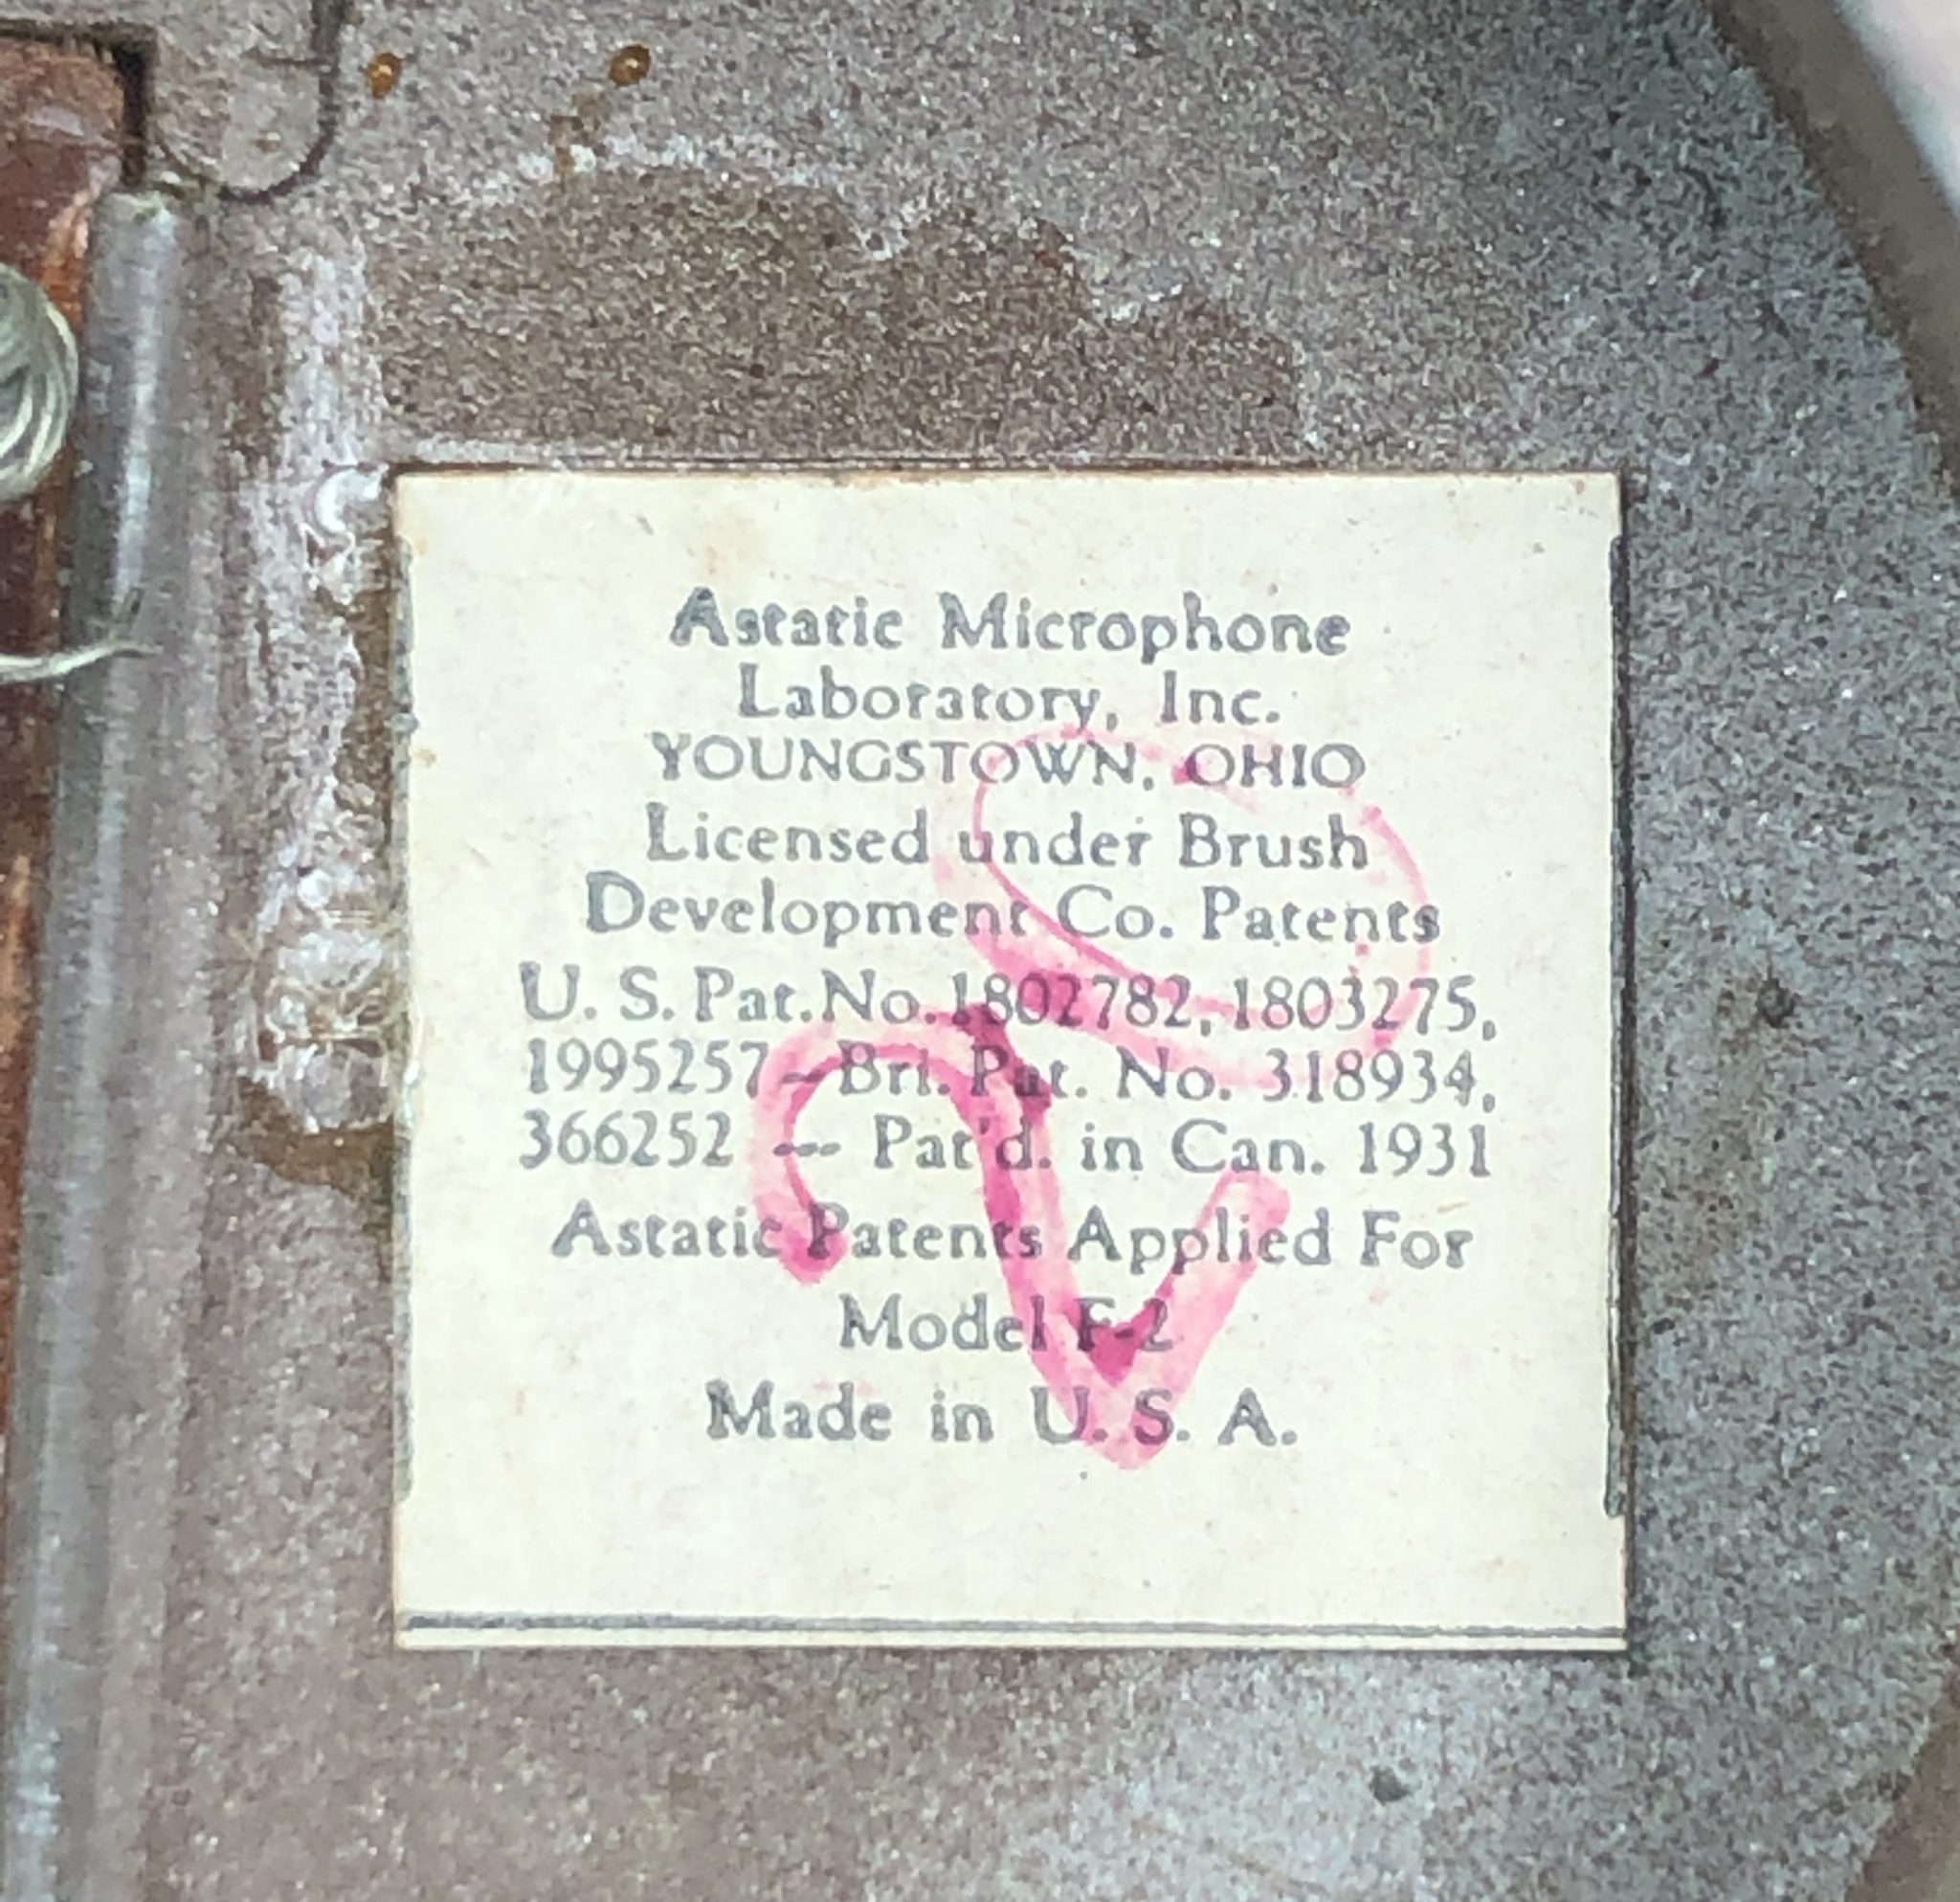 Astatic Microphone
Laboratory, Inc.
YOUNGSTOWN, OHIO
Licensed under Brush
Development Co. Patents
U. S. Pat. No. 1802782, 1803275,
1995257 - Bri. Pat. No. 318934,
366252 --- Pat'd. in Can. 1931
Astatic Patents Applied For
Model F-2
Made in U. S. A.